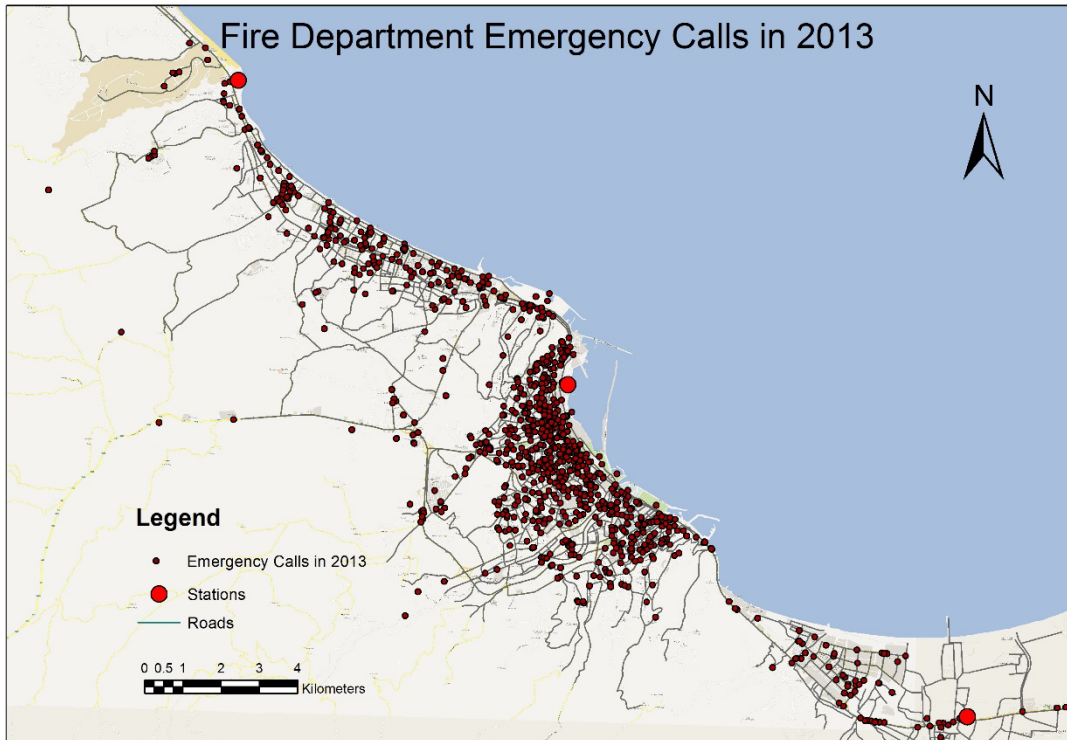 Fire Department Emergency Calls in 2013
N
Legend
Emergency Calls in 2013
Stations
Roads
0 0.5 1 2 3 4
Kilometers